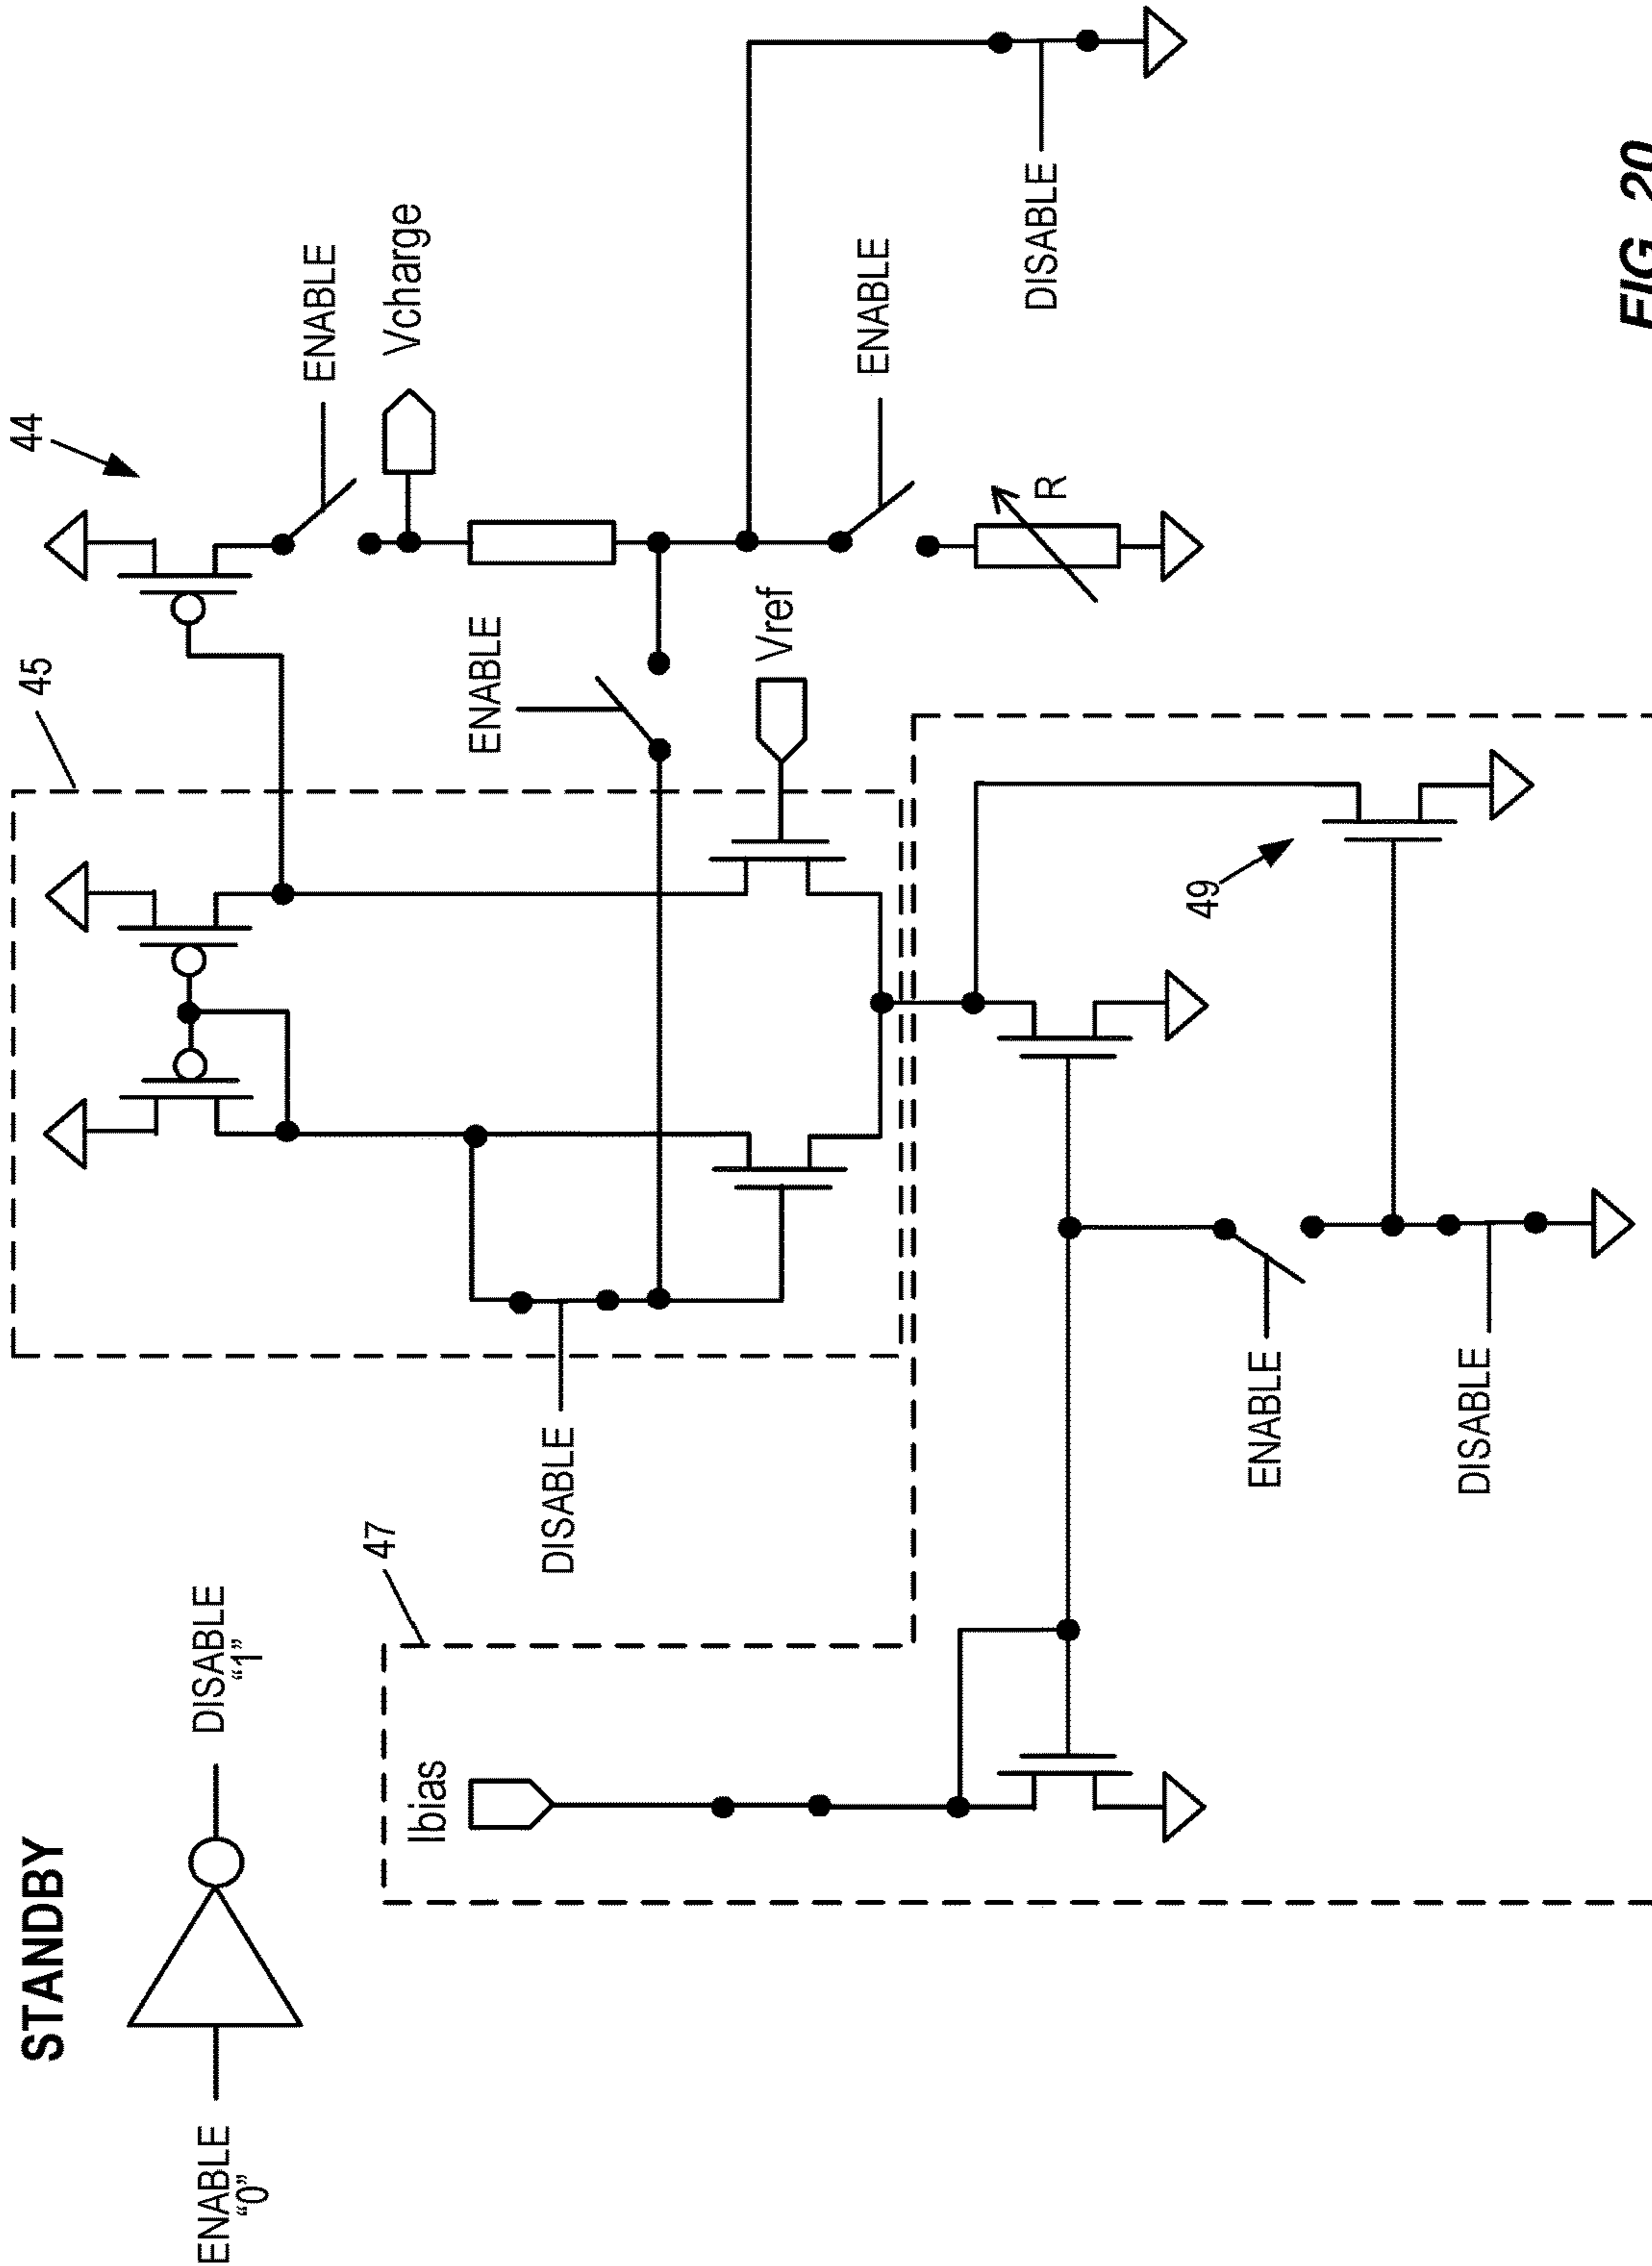 STANDBY
ENABLE
“0”
DISABLE
“1”
45
44
ENABLE
Vcharge
47
Ibias
DISABLE
ENABLE
Vref
ENABLE
R
DISABLE
49
ENABLE
DISABLE
FIG. 20